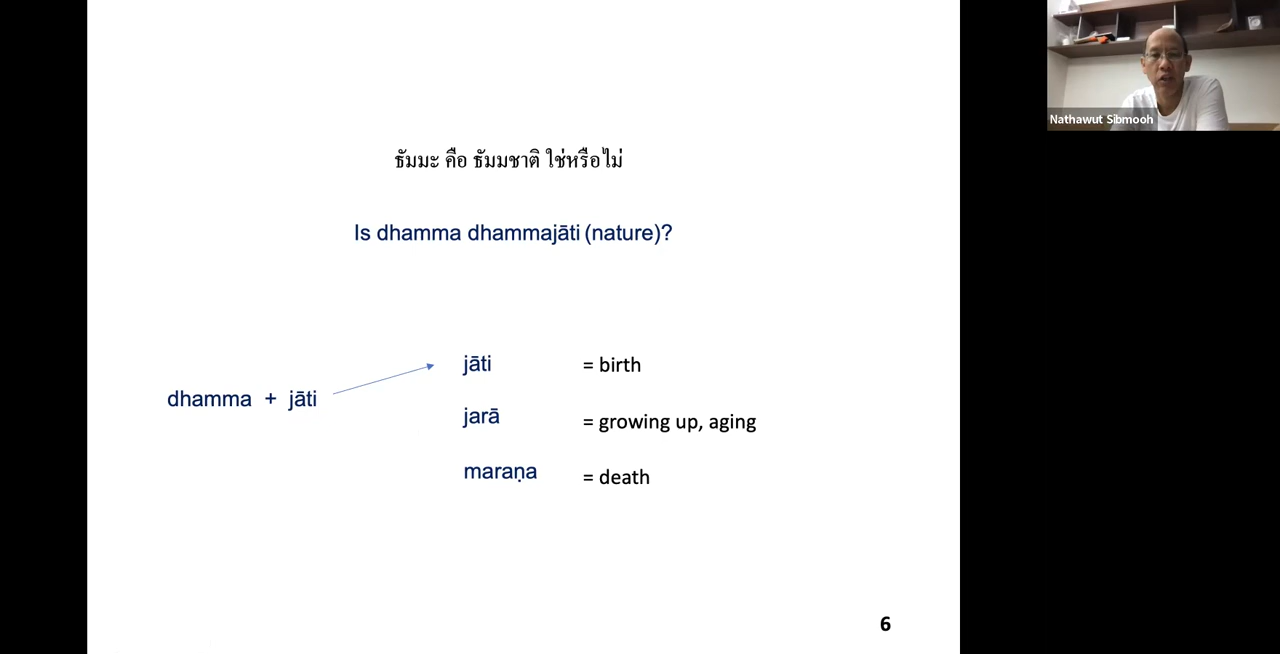 Nathawut Sibmooh
ธัมมะ คือ ธัมมชาติ ใช่หรือไม่
Is dhamma dhammajāti (nature)?
dhamma + jāti
jāti = birth
jarā = growing up, aging
maraṇa = death
6